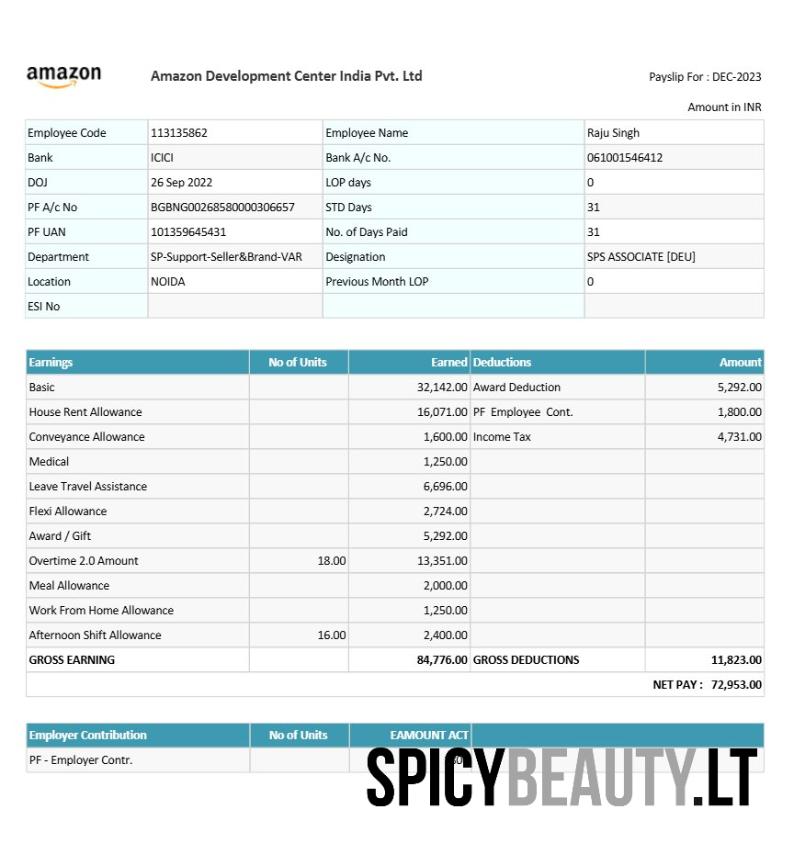 amazon Amazon Development Center India Pvt. Ltd Payslip For : DEC-2023
Amount in INR
Employee Code 113135862 Employee Name Raju Singh
Bank ICICI Bank A/c No. 061001546412
DOJ 26 Sep 2022 LOP days 0
PF A/c No BGBNG00268580000306657 STD Days 31
PF UAN 101359645431 No. of Days Paid 31
Department SP-Support-Seller&Brand-VAR Designation SPS ASSOCIATE [DEU]
Location NOIDA Previous Month LOP 0
ESI No
Earnings No of Units Earned Deductions Amount
Basic 32,142.00 Award Deduction 5,292.00
House Rent Allowance 16,071.00 PF Employee Cont. 1,800.00
Conveyance Allowance 1,600.00 Income Tax 4,731.00
Medical 1,250.00
Leave Travel Assistance 6,696.00
Flexi Allowance 2,724.00
Award / Gift 5,292.00
Overtime 2.0 Amount 18.00 13,351.00
Meal Allowance 2,000.00
Work From Home Allowance 1,250.00
Afternoon Shift Allowance 16.00 2,400.00
GROSS EARNING 84,776.00 GROSS DEDUCTIONS 11,823.00
NET PAY : 72,953.00
Employer Contribution No of Units EAMOUNT ACT
PF - Employer Contr.
SPICYBEAUTY.LT